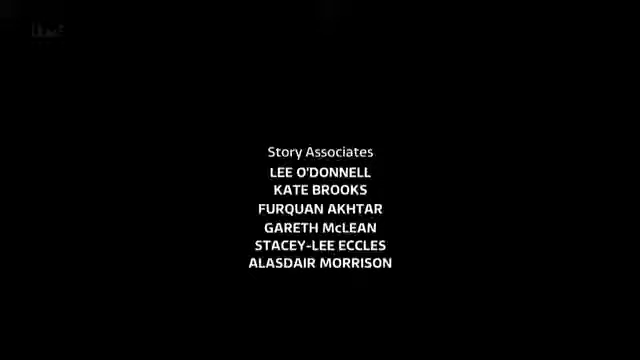 Story Associates
LEE O'DONNELL
KATE BROOKS
FURQUAN AKHTAR
GARETH McLEAN
STACEY-LEE ECCLES
ALASDAIR MORRISON